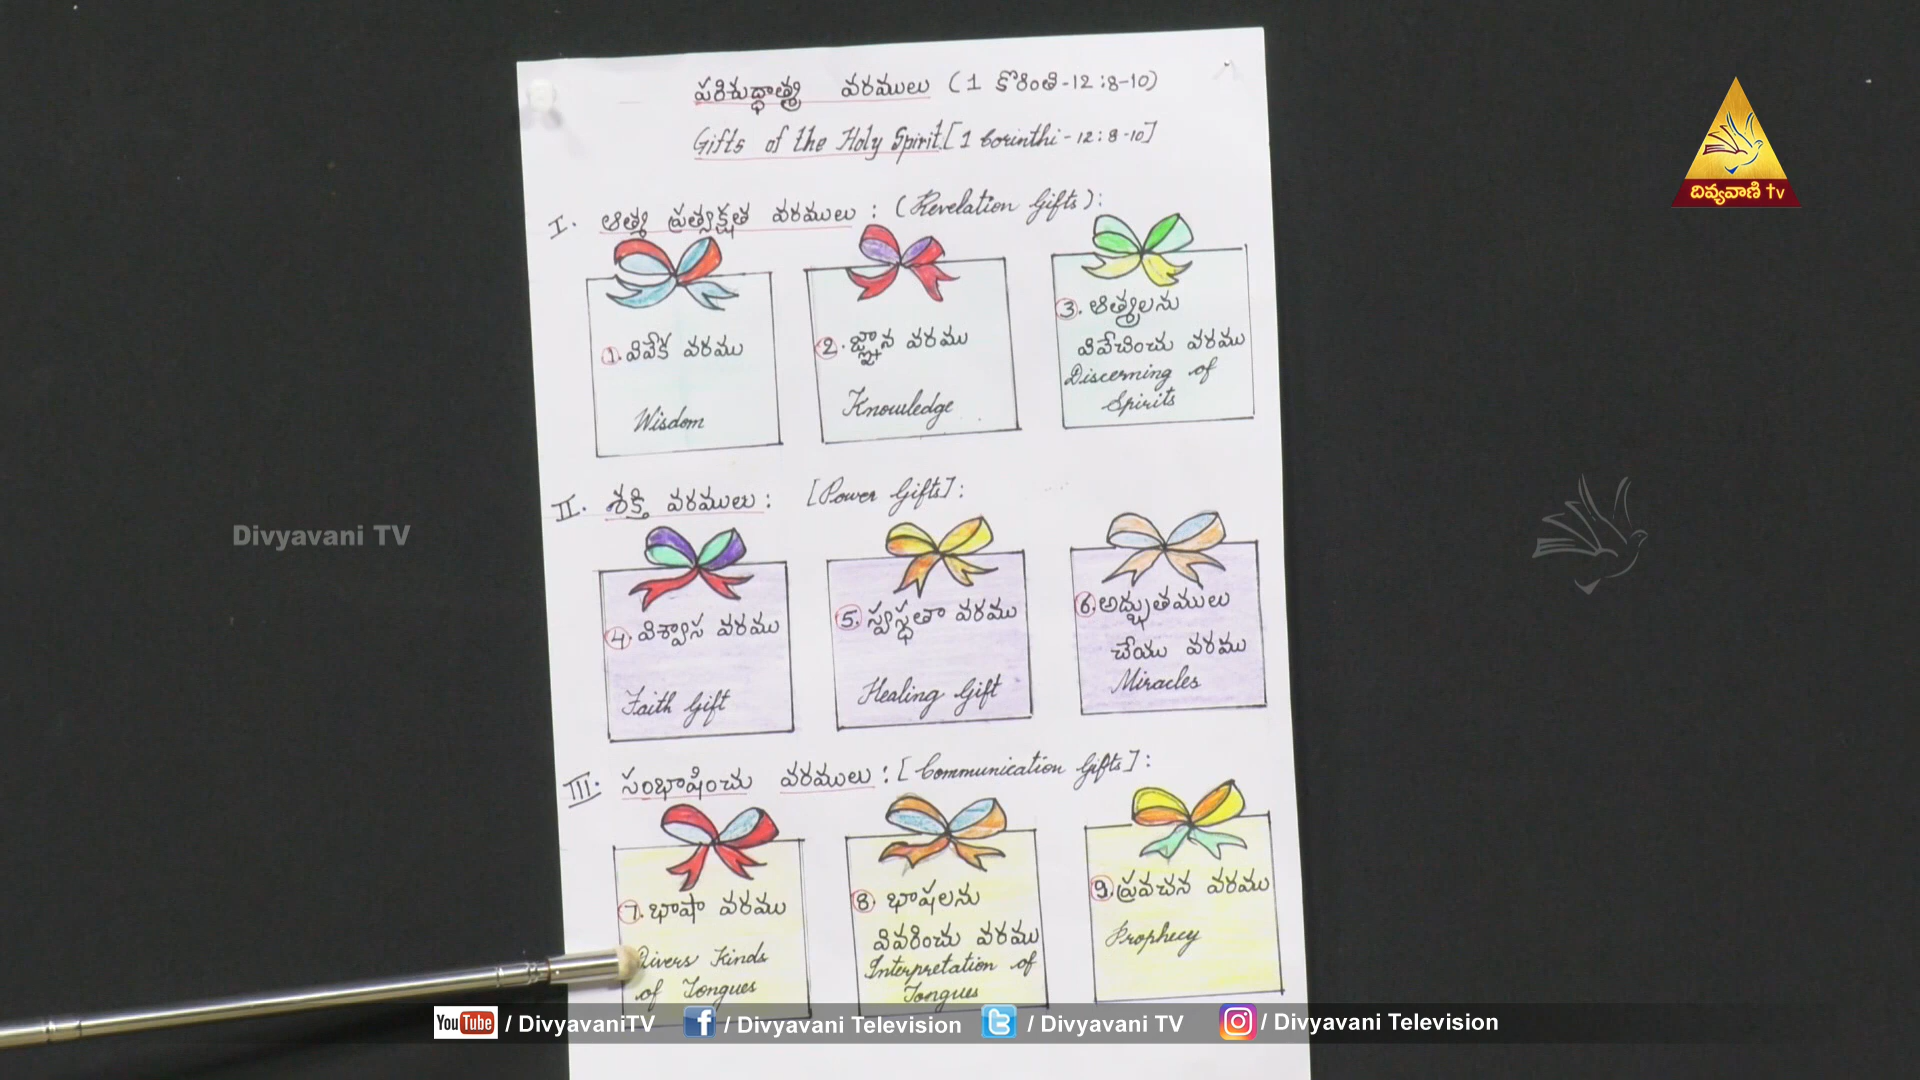 పరిశుద్ధాత్మ వరములు (1 కొరింతి-12:8-10)
Gifts of the Holy Spirit [1 Corinthi-12:8-10]
I. ఆత్మ ప్రత్యక్షత వరములు : (Revelation Gifts):
1. వివేక వరము
Wisdom
2. జ్ఞాన వరము
Knowledge
3. ఆత్మలను
వివేచించు వరము
Discerning of
Spirits
II. శక్తి వరములు : [Power Gifts]:
4. విశ్వాస వరము
Faith Gift
5. స్వస్థతా వరము
Healing Gift
6. అద్భుతములు
చేయు వరము
Miracles
III. సంభాషించు వరములు : [Communication Gifts]:
7. భాషా వరము
Divers Kinds
of Tongues
8. భాషలను
వివరించు వరము
Interpretation of
Tongues
9. ప్రవచన వరము
Prophecy
దివ్యవాణి tv
Divyavani TV
YouTube / DivyavaniTV f / Divyavani Television / Divyavani TV / Divyavani Television